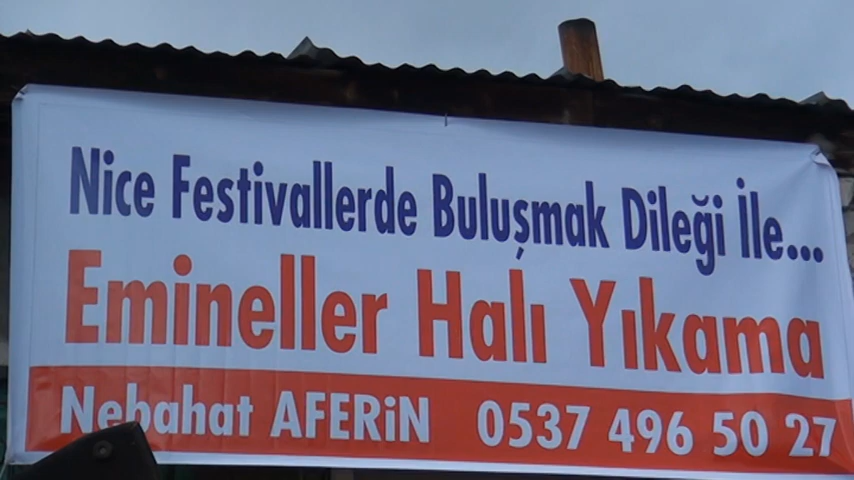 Nice Festivallerde Buluşmak Dileği İle...
Emineller Halı Yıkama
Nebahat AFERiN 0537 496 50 27